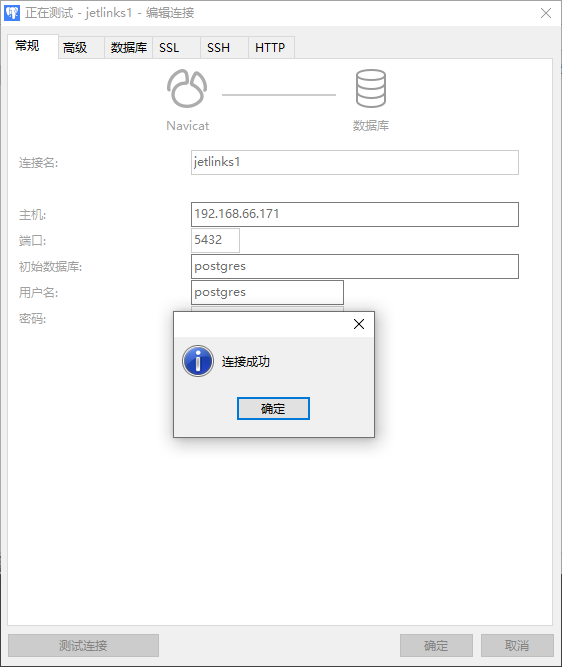 正在测试 - jetlinks1 - 编辑连接
常规 高级 数据库 SSL SSH HTTP
Navicat 数据库
连接名: jetlinks1
主机: 192.168.66.171
端口: 5432
初始数据库: postgres
用户名: postgres
密码:
连接成功
确定
测试连接 确定 取消